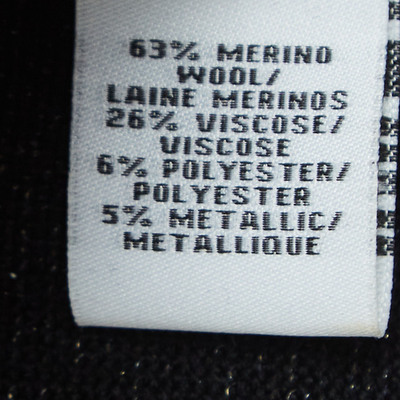 63% MERINO
WOOL/
LAINE MERINOS
26% VISCOSE/
VISCOSE
6% POLYESTER/
POLYESTER
5% METALLIC/
METALLIQUE